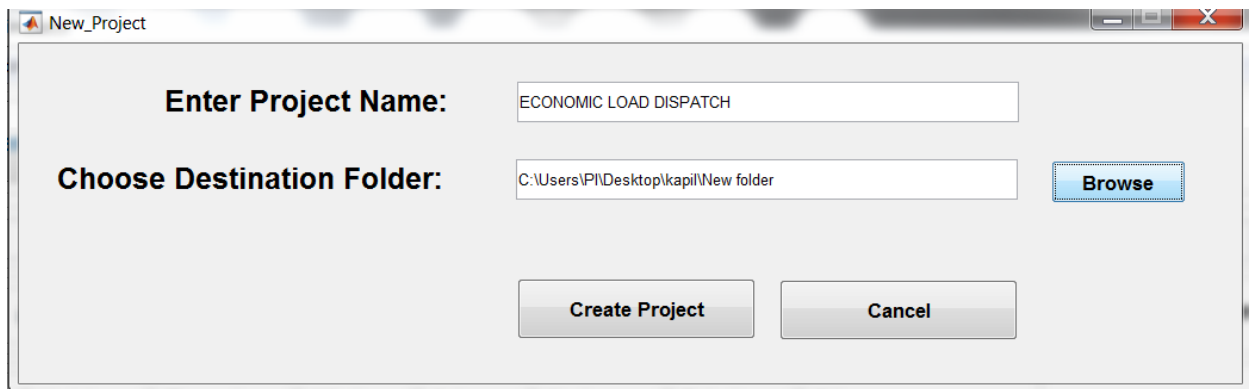 New_Project
Enter Project Name:
ECONOMIC LOAD DISPATCH
Choose Destination Folder:
C:\Users\PI\Desktop\kapil\New folder
Browse
Create Project
Cancel